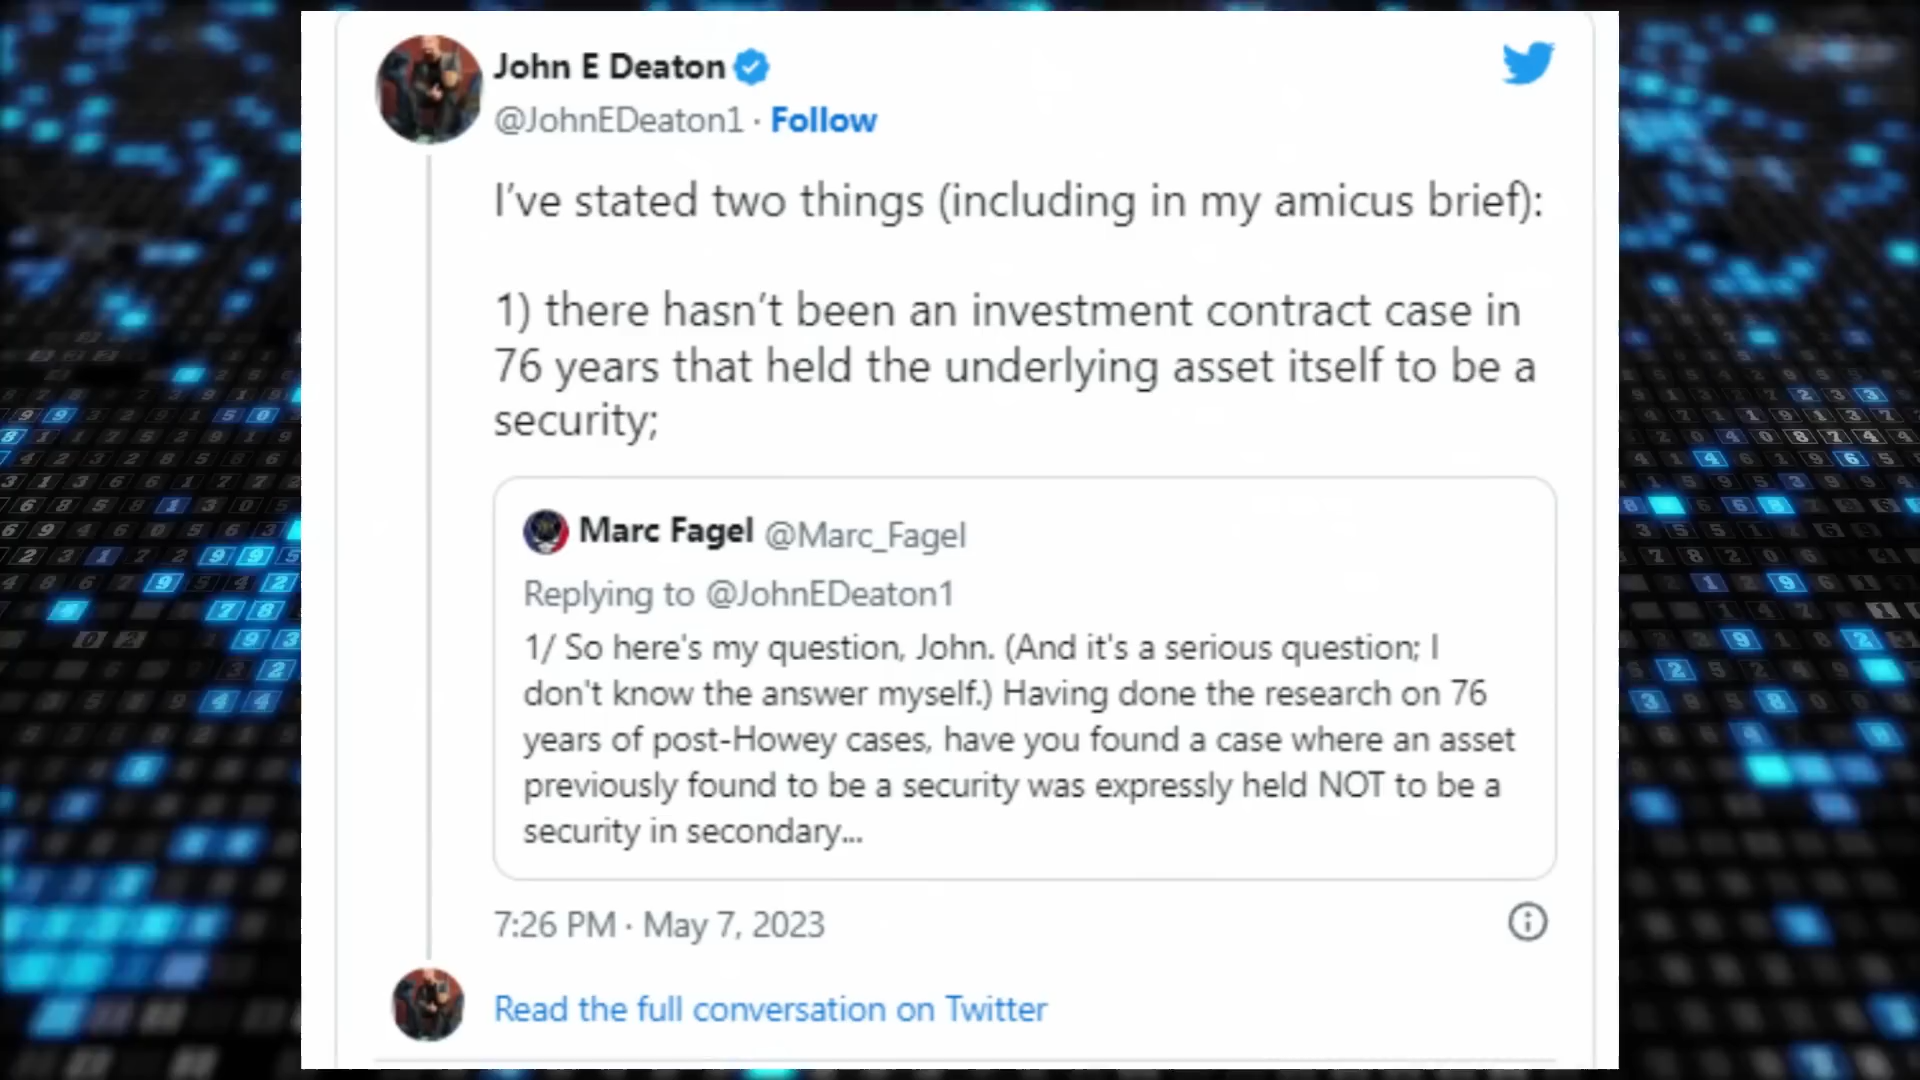 John E Deaton
@JohnEDeaton1 · Follow
I’ve stated two things (including in my amicus brief):
1) there hasn’t been an investment contract case in
76 years that held the underlying asset itself to be a
security;
Marc Fagel @Marc_Fagel
Replying to @JohnEDeaton1
1/ So here's my question, John. (And it's a serious question; I
don't know the answer myself.) Having done the research on 76
years of post-Howey cases, have you found a case where an asset
previously found to be a security was expressly held NOT to be a
security in secondary...
7:26 PM · May 7, 2023
Read the full conversation on Twitter